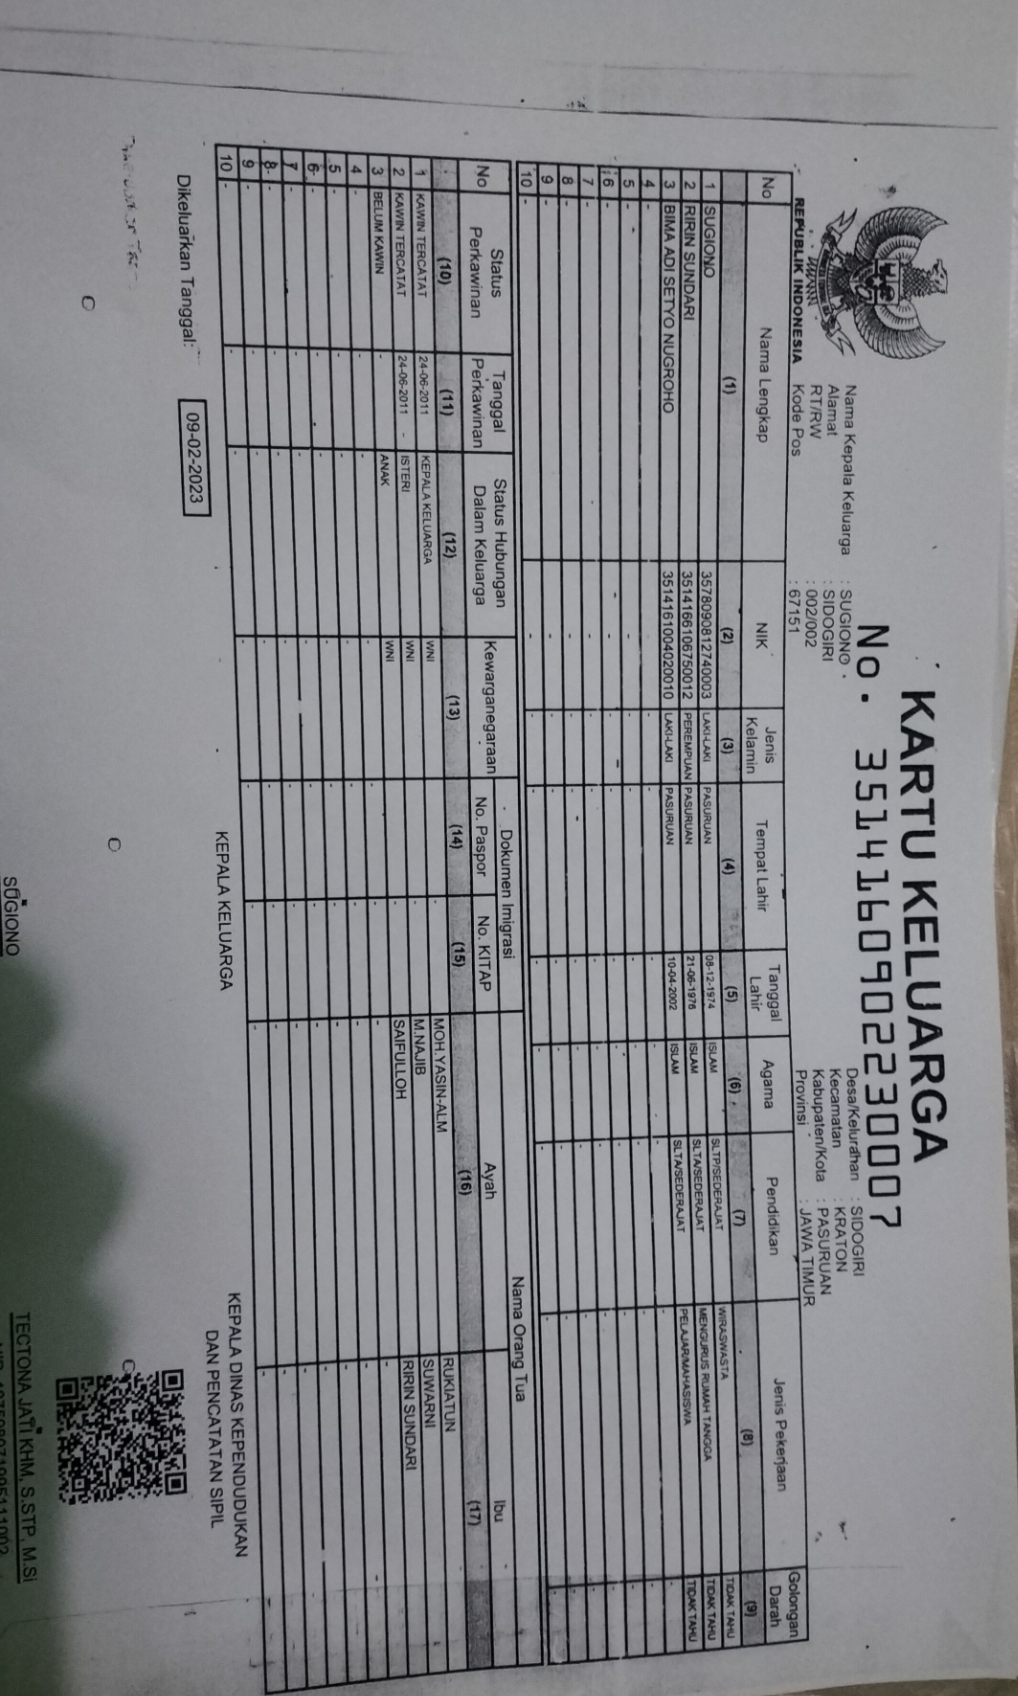 KARTU KELUARGA
No. 3514160902230007
REPUBLIK INDONESIA
Nama Kepala Keluarga : SUGIONO
Alamat : SIDOGIRI
RT/RW : 002/002
Kode Pos : 67151
Desa/Kelurahan : SIDOGIRI
Kecamatan : KRATON
Kabupaten/Kota : PASURUAN
Provinsi : JAWA TIMUR
No Nama Lengkap NIK Jenis Kelamin Tempat Lahir Tanggal Lahir Agama Pendidikan Jenis Pekerjaan Golongan Darah
(1) (2) (3) (4) (5) (6) (7) (8) (9)
1 SUGIONO 3578090812740003 LAKI-LAKI PASURUAN 08-12-1974 ISLAM SLTP/SEDERAJAT WIRASWASTA TIDAK TAHU
2 RIRIN SUNDARI 3514166106750012 PEREMPUAN PASURUAN 21-06-1976 ISLAM SLTA/SEDERAJAT MENGURUS RUMAH TANGGA TIDAK TAHU
3 BIMA ADI SETYO NUGROHO 3514161004020010 LAKI-LAKI PASURUAN 10-04-2002 ISLAM SLTA/SEDERAJAT PELAJAR/MAHASISWA TIDAK TAHU
4 - - - - - - - - -
5 - - - - - - - - -
6 - - - - - - - - -
7 - - - - - - - - -
8 - - - - - - - - -
9 - - - - - - - - -
10 - - - - - - - - -
No Status Perkawinan Tanggal Perkawinan Status Hubungan Dalam Keluarga Kewarganegaraan Dokumen Imigrasi Nama Orang Tua
No. Paspor No. KITAP Ayah Ibu
(10) (11) (12) (13) (14) (15) (16) (17)
1 KAWIN TERCATAT 24-06-2011 KEPALA KELUARGA WNI - - MOH.YASIN-ALM RUKIATUN
2 KAWIN TERCATAT 24-06-2011 ISTERI WNI - - M.NAJIB SUWARNI
3 BELUM KAWIN - ANAK WNI - - SAIFULLOH RIRIN SUNDARI
4 - - - - - - - -
5 - - - - - - - -
6 - - - - - - - -
7 - - - - - - - -
8 - - - - - - - -
9 - - - - - - - -
10 - - - - - - - -
Dikeluarkan Tanggal: 09-02-2023
KEPALA KELUARGA
SUGIONO
KEPALA DINAS KEPENDUDUKAN
DAN PENCATATAN SIPIL
TECTONA JATI KHM, S.STP, M.Si